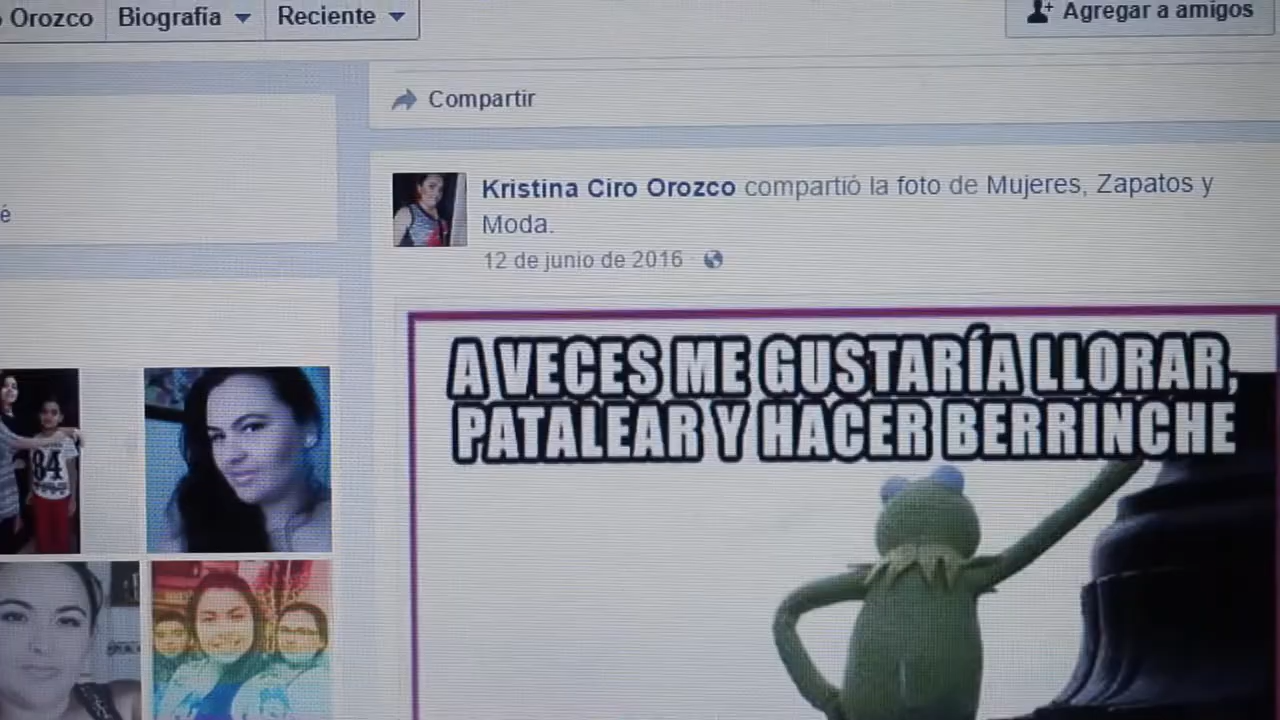 Orozco
Biografía
Reciente
Agregar a amigos
Compartir
Kristina Ciro Orozco compartió la foto de Mujeres, Zapatos y
Moda.
12 de junio de 2016
é
A VECES ME GUSTARÍA LLORAR,
PATALEAR Y HACER BERRINCHE
84